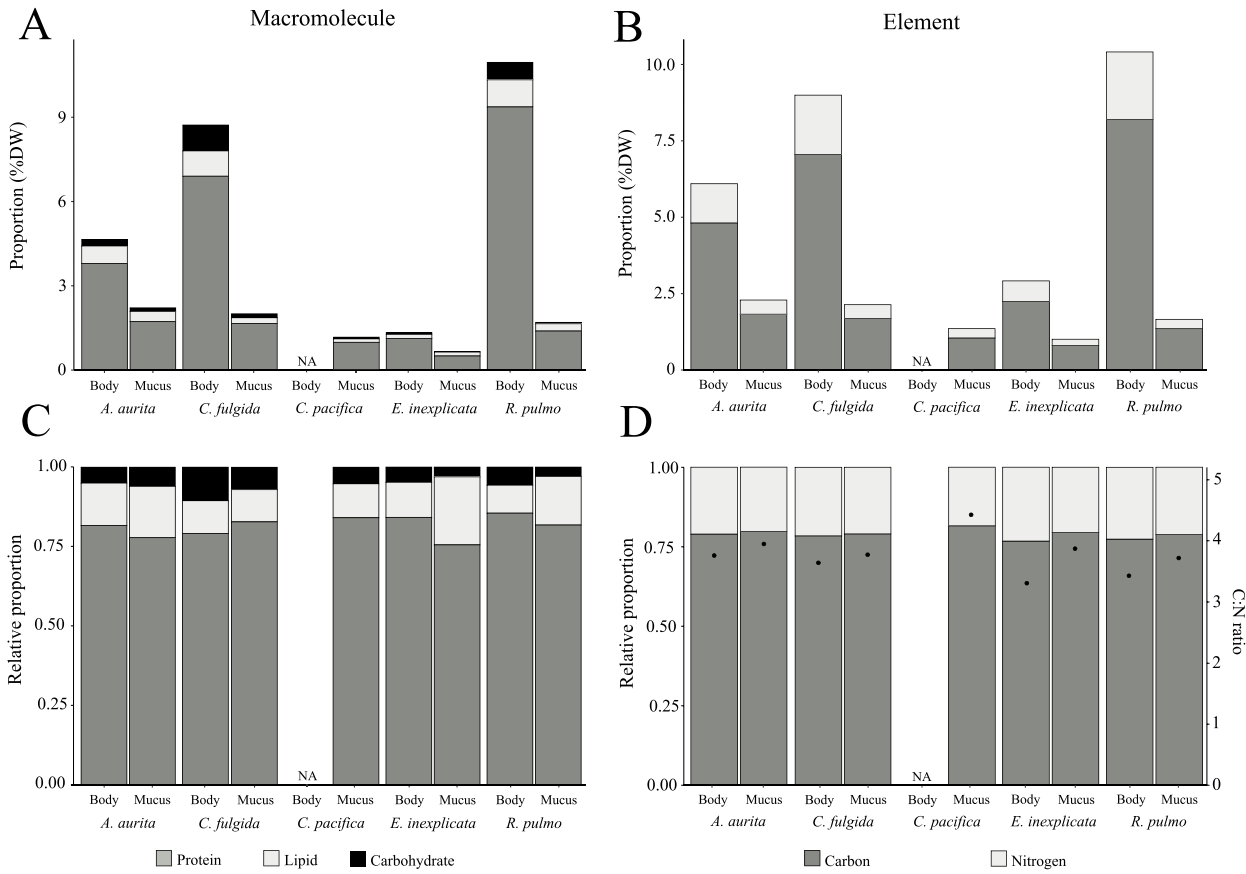 A
Macromolecule
Proportion (%DW)
9
6
3
0
NA
Body Mucus Body Mucus Body Mucus Body Mucus Body Mucus
A. aurita C. fulgida C. pacifica E. inexplicata R. pulmo
B
Element
Proportion (%DW)
10.0
7.5
5.0
2.5
0
NA
Body Mucus Body Mucus Body Mucus Body Mucus Body Mucus
A. aurita C. fulgida C. pacifica E. inexplicata R. pulmo
C
Relative proportion
1.00
0.75
0.50
0.25
0.00
NA
Body Mucus Body Mucus Body Mucus Body Mucus Body Mucus
A. aurita C. fulgida C. pacifica E. inexplicata R. pulmo
Protein Lipid Carbohydrate
D
Relative proportion
1.00
0.75
0.50
0.25
0.00
NA
5
4
3
2
1
0
C:N ratio
Body Mucus Body Mucus Body Mucus Body Mucus Body Mucus
A. aurita C. fulgida C. pacifica E. inexplicata R. pulmo
Carbon Nitrogen